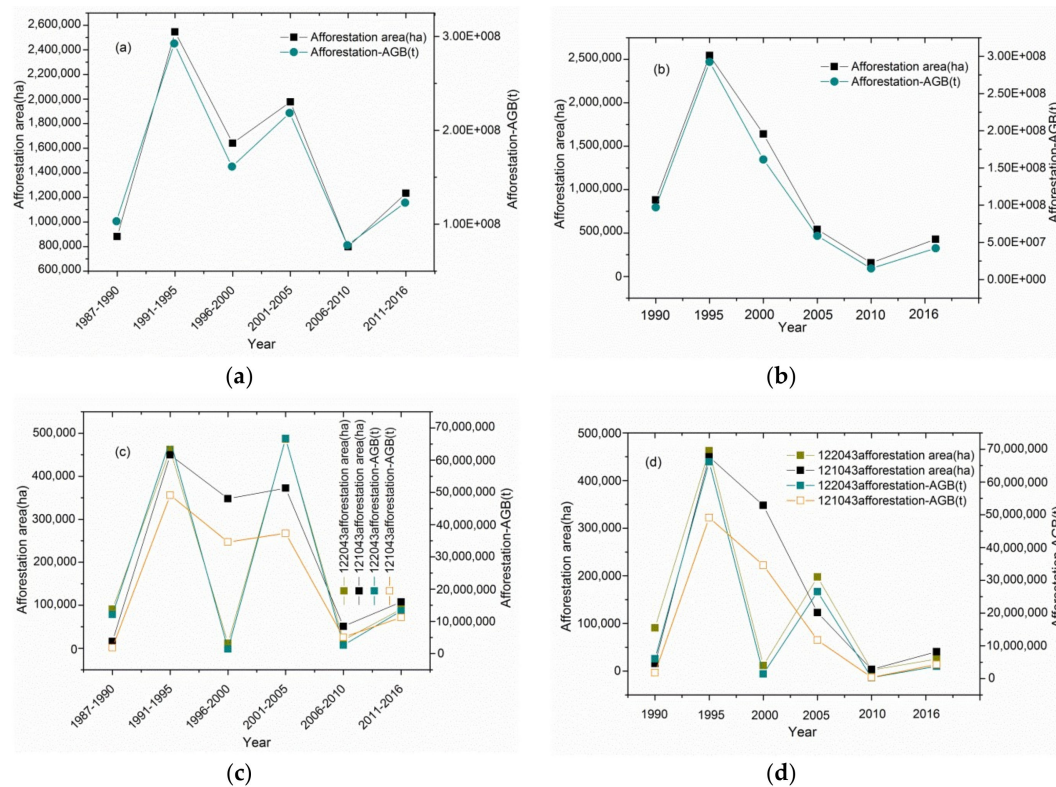 (a)
Afforestation area(ha)
Afforestation-AGB(t)
2,600,000
2,400,000
2,200,000
2,000,000
1,800,000
1,600,000
1,400,000
1,200,000
1,000,000
800,000
600,000
Afforestation area(ha)
3.00E+008
2.00E+008
1.00E+008
Afforestation-AGB(t)
1987-1990
1991-1995
1996-2000
2001-2005
2006-2010
2011-2016
Year
(a)
(b)
Afforestation area(ha)
Afforestation-AGB(t)
2,500,000
2,000,000
1,500,000
1,000,000
500,000
0
Afforestation area(ha)
3.00E+008
2.50E+008
2.00E+008
1.50E+008
1.00E+008
5.00E+007
0.00E+000
Afforestation-AGB(t)
1990 1995 2000 2005 2010 2016
Year
(b)
(c)
122043afforestation area(ha)
121043afforestation area(ha)
122043afforestation-AGB(t)
121043afforestation-AGB(t)
500,000
400,000
300,000
200,000
100,000
0
Afforestation area(ha)
70,000,000
60,000,000
50,000,000
40,000,000
30,000,000
20,000,000
10,000,000
0
Afforestation-AGB(t)
1987-1990
1991-1995
1996-2000
2001-2005
2006-2010
2011-2016
Year
(c)
(d)
122043afforestation area(ha)
121043afforestation area(ha)
122043afforestation-AGB(t)
121043afforestation-AGB(t)
500,000
400,000
300,000
200,000
100,000
0
Afforestation area(ha)
70,000,000
60,000,000
50,000,000
40,000,000
30,000,000
20,000,000
10,000,000
0
Afforestation-AGB(t)
1990 1995 2000 2005 2010 2016
Year
(d)